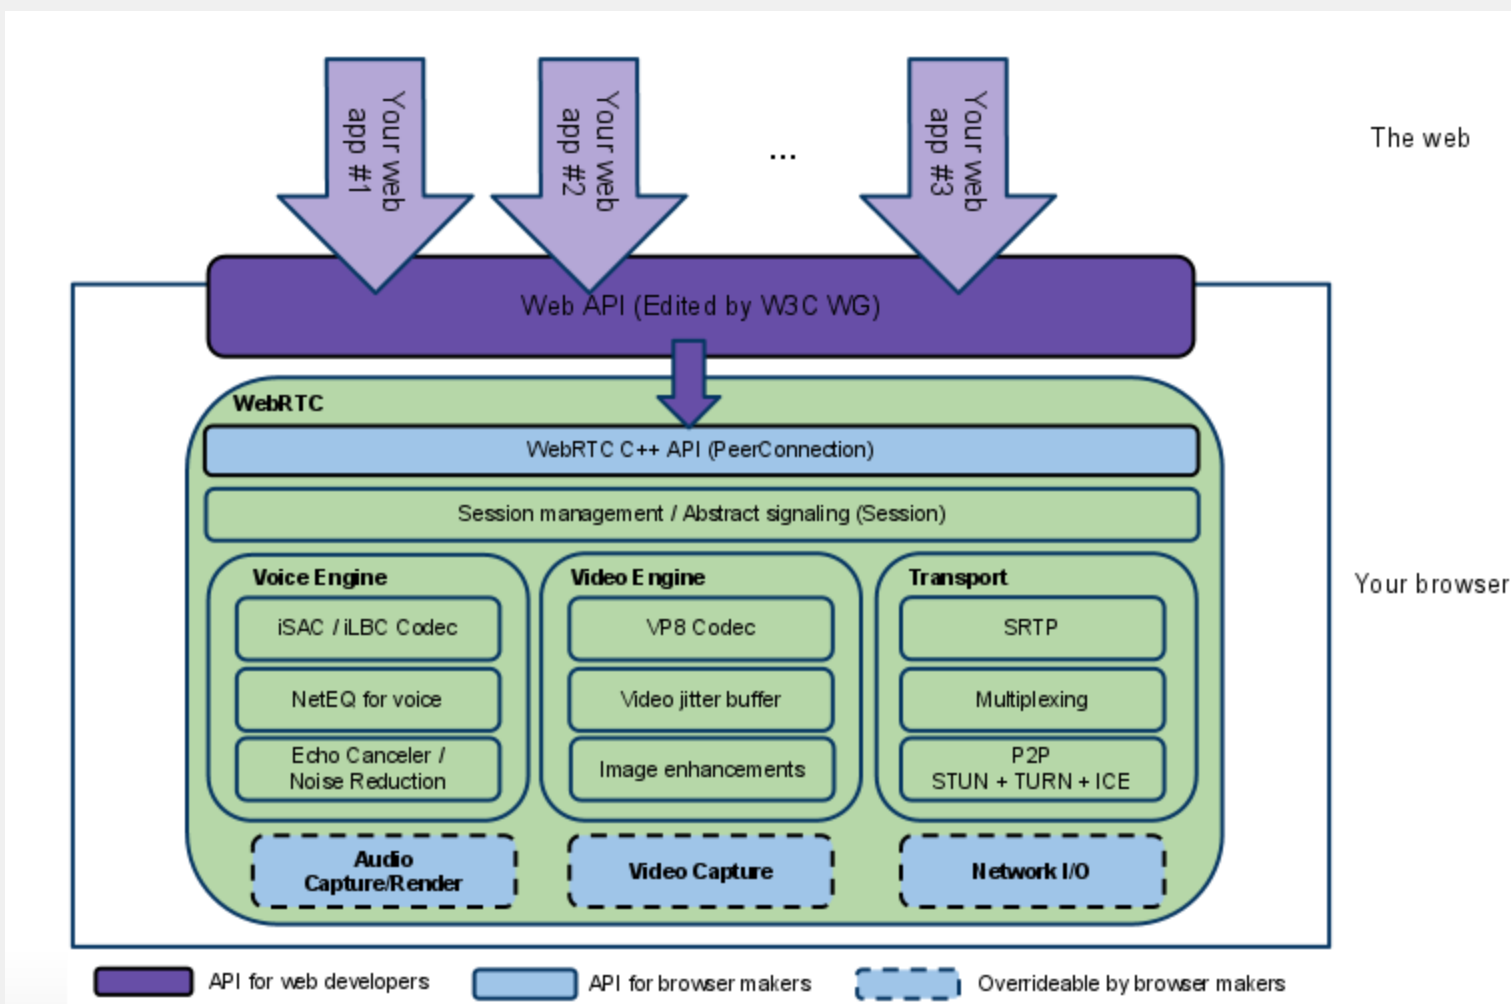 Your web
app #1
Your web
app #2
...
Your web
app #3
The web
Web API (Edited by W3C WG)
WebRTC
WebRTC C++ API (PeerConnection)
Session management / Abstract signaling (Session)
Your browser
Voice Engine
iSAC / iLBC Codec
NetEQ for voice
Echo Canceler /
Noise Reduction
Video Engine
VP8 Codec
Video jitter buffer
Image enhancements
Transport
SRTP
Multiplexing
P2P
STUN + TURN + ICE
Audio
Capture/Render
Video Capture
Network I/O
API for web developers
API for browser makers
Overrideable by browser makers